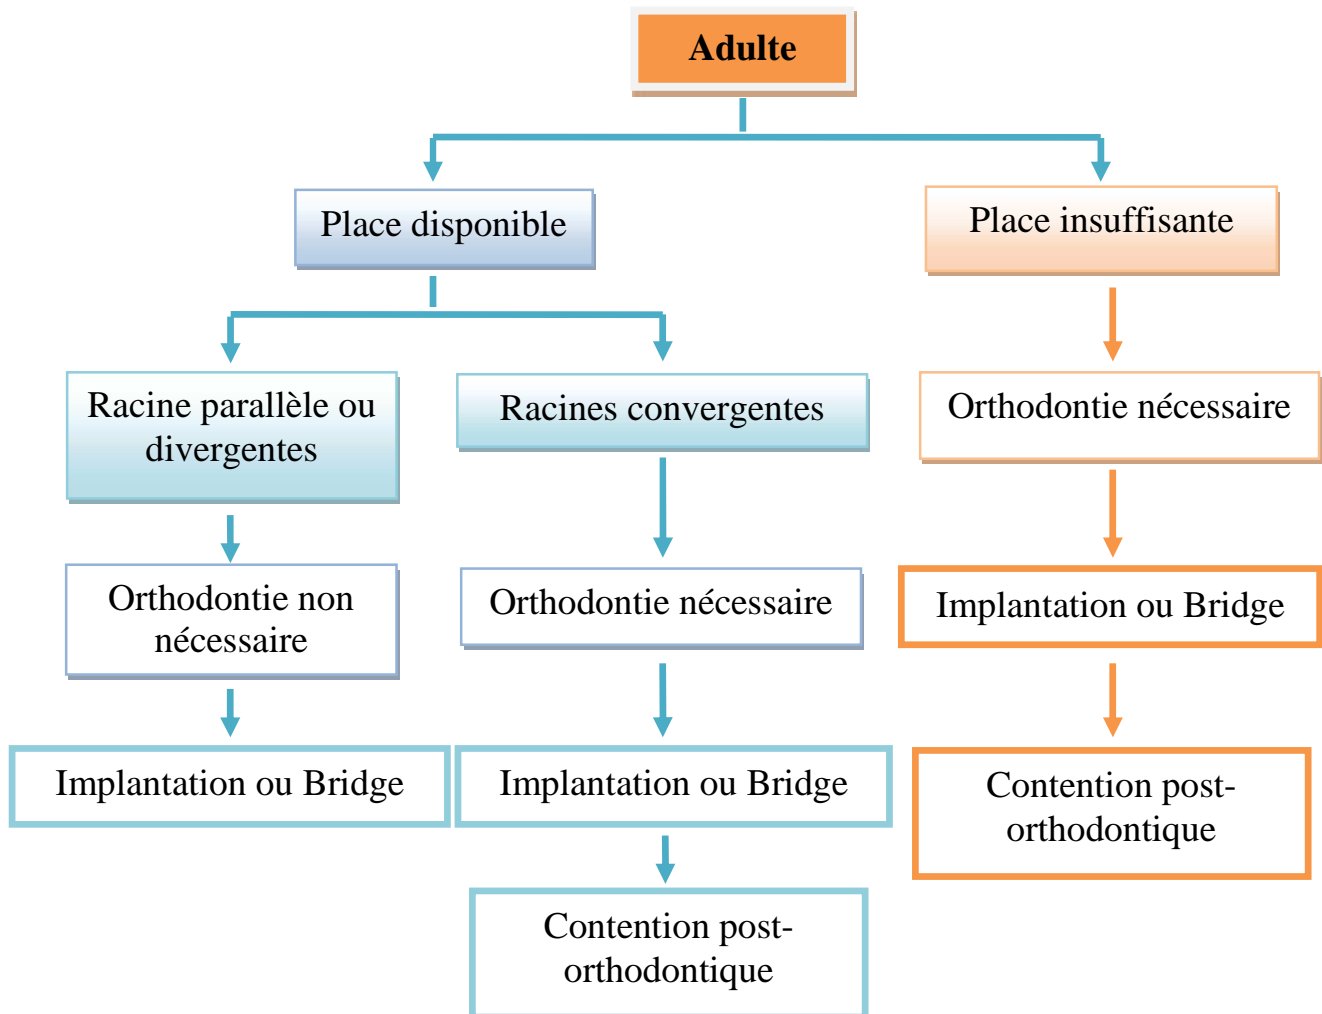 Adulte
Place disponible
Place insuffisante
Racine parallèle ou
divergentes
Racines convergentes
Orthodontie nécessaire
Orthodontie non
nécessaire
Orthodontie nécessaire
Implantation ou Bridge
Implantation ou Bridge
Implantation ou Bridge
Contention post-
orthodontique
Contention post-
orthodontique